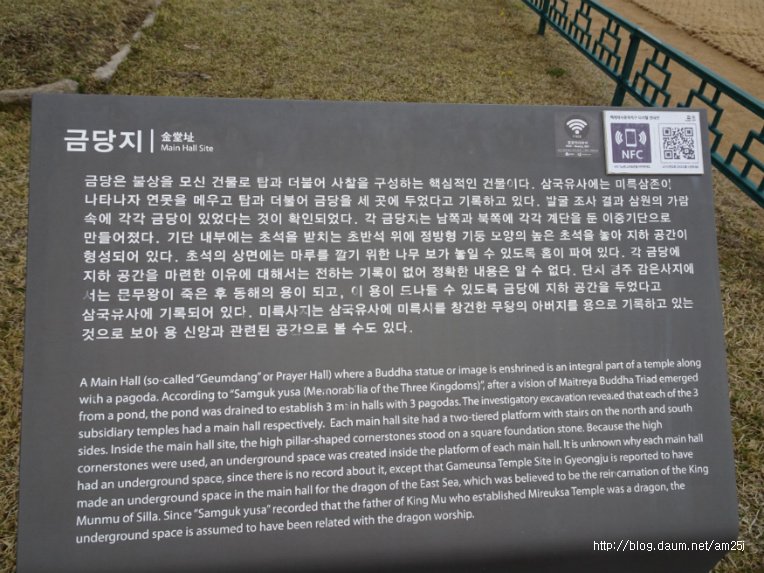 금당지 | 金堂址
Main Hall Site
NFC
금당은 불상을 모신 건물로 탑과 더불어 사찰을 구성하는 핵심적인 건물이다. 삼국유사에는 미륵삼존이
나타나자 연못을 메우고 탑과 더불어 금당을 세 곳에 두었다고 기록하고 있다. 발굴 조사 결과 삼원의 가람
속에 각각 금당이 있었다는 것이 확인되었다. 각 금당지는 남쪽과 북쪽에 각각 계단을 둔 이중기단으로
만들어졌다. 기단 내부에는 초석을 받치는 초반석 위에 정방형 기둥 모양의 높은 초석을 놓아 지하 공간이
형성되어 있다. 초석의 상면에는 마루를 깔기 위한 나무 보가 놓일 수 있도록 홈이 파여 있다. 각 금당에
지하 공간을 마련한 이유에 대해서는 전하는 기록이 없어 정확한 내용은 알 수 없다. 단시 경주 감은사지에
서는 문무왕이 죽은 후 동해의 용이 되고, 이 용이 드나들 수 있도록 금당에 지하 공간을 두었다고
삼국유사에 기록되어 있다. 미륵사지는 삼국유사에 미륵시를 창건한 무왕의 아버지를 용으로 기록하고 있는
것으로 보아 용 신앙과 관련된 공간으로 볼 수도 있다.
A Main Hall (so-called "Geumdang" or Prayer Hall) where a Buddha statue or image is enshrined is an integral part of a temple along
with a pagoda. According to "Samguk yusa (Memorabilia of the Three Kingdoms)", after a vision of Maitreya Buddha Triad emerged
from a pond, the pond was drained to establish 3 main halls with 3 pagodas. The investigatory excavation revealed that each of the 3
subsidiary temples had a main hall respectively. Each main hall site had a two-tiered platform with stairs on the north and south
sides. Inside the main hall site, the high pillar-shaped cornerstones stood on a square foundation stone. Because the high
cornerstones were used, an underground space was created inside the platform of each main hall. It is unknown why each main hall
had an underground space, since there is no record about it, except that Gameunsa Temple Site in Gyeongju is reported to have
made an underground space in the main hall for the dragon of the East Sea, which was believed to be the reincarnation of the King
Munmu of Silla. Since "Samguk yusa" recorded that the father of King Mu who established Mireuksa Temple was a dragon, the
underground space is assumed to have been related with the dragon worship.
http://blog.daum.net/am25i